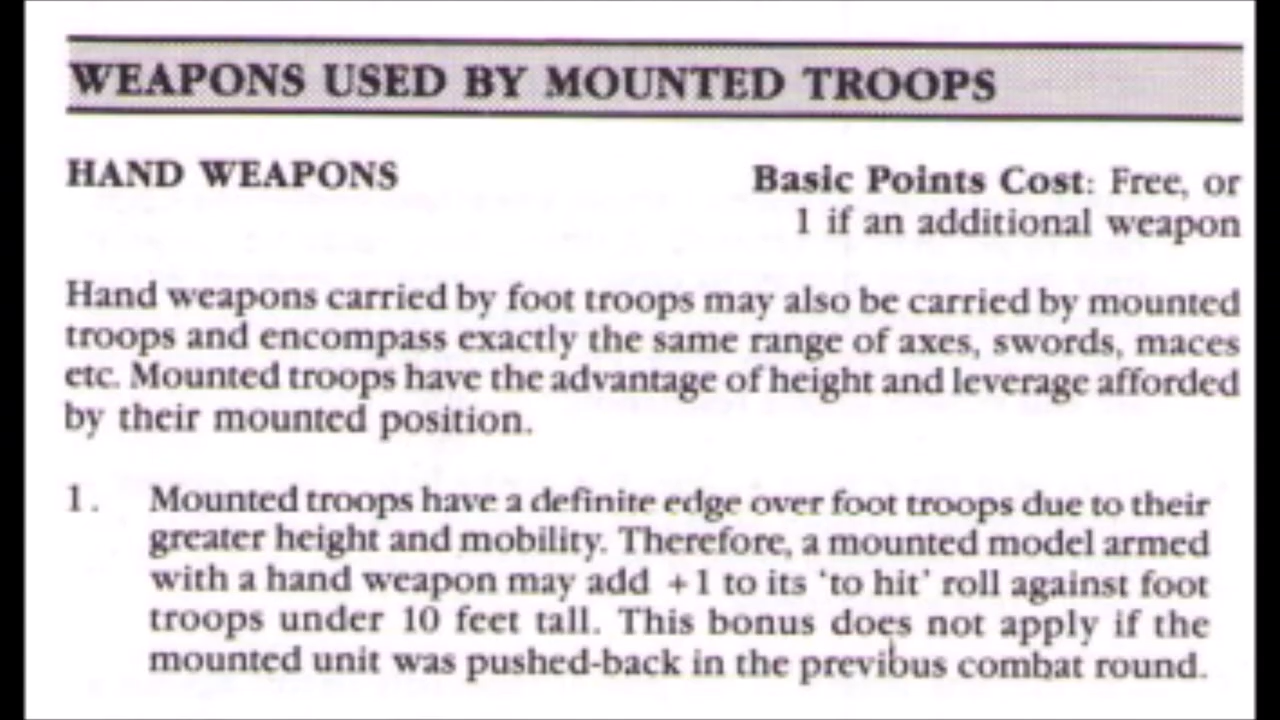 WEAPONS USED BY MOUNTED TROOPS
HAND WEAPONS
Basic Points Cost: Free, or
1 if an additional weapon
Hand weapons carried by foot troops may also be carried by mounted
troops and encompass exactly the same range of axes, swords, maces
etc. Mounted troops have the advantage of height and leverage afforded
by their mounted position.
1. Mounted troops have a definite edge over foot troops due to their
greater height and mobility. Therefore, a mounted model armed
with a hand weapon may add +1 to its ‘to hit’ roll against foot
troops under 10 feet tall. This bonus does not apply if the
mounted unit was pushed-back in the previous combat round.